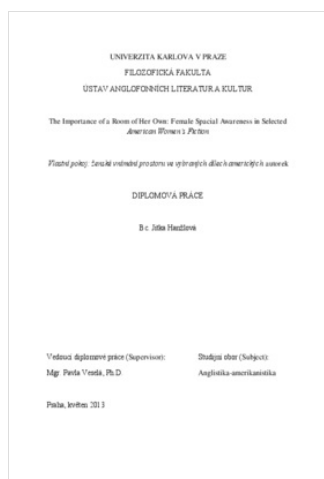 UNIVERZITA KARLOVA V PRAZE
FILOZOFICKÁ FAKULTA
ÚSTAV ANGLOFONNÍCH LITERATUR A KULTUR
The Importance of a Room of Her Own: Female Spacial Awareness in Selected
American Women's Fiction
Vlastní pokoj: ženské vnímání prostoru ve vybraných dílech amerických autorek
DIPLOMOVÁ PRÁCE
Bc. Jitka Hanžlová
Vedoucí diplomové práce (Supervisor):
Studijní obor (Subject):
Mgr. Pavla Veselá, Ph.D.
Anglistika-amerikanistika
Praha, květen 2013